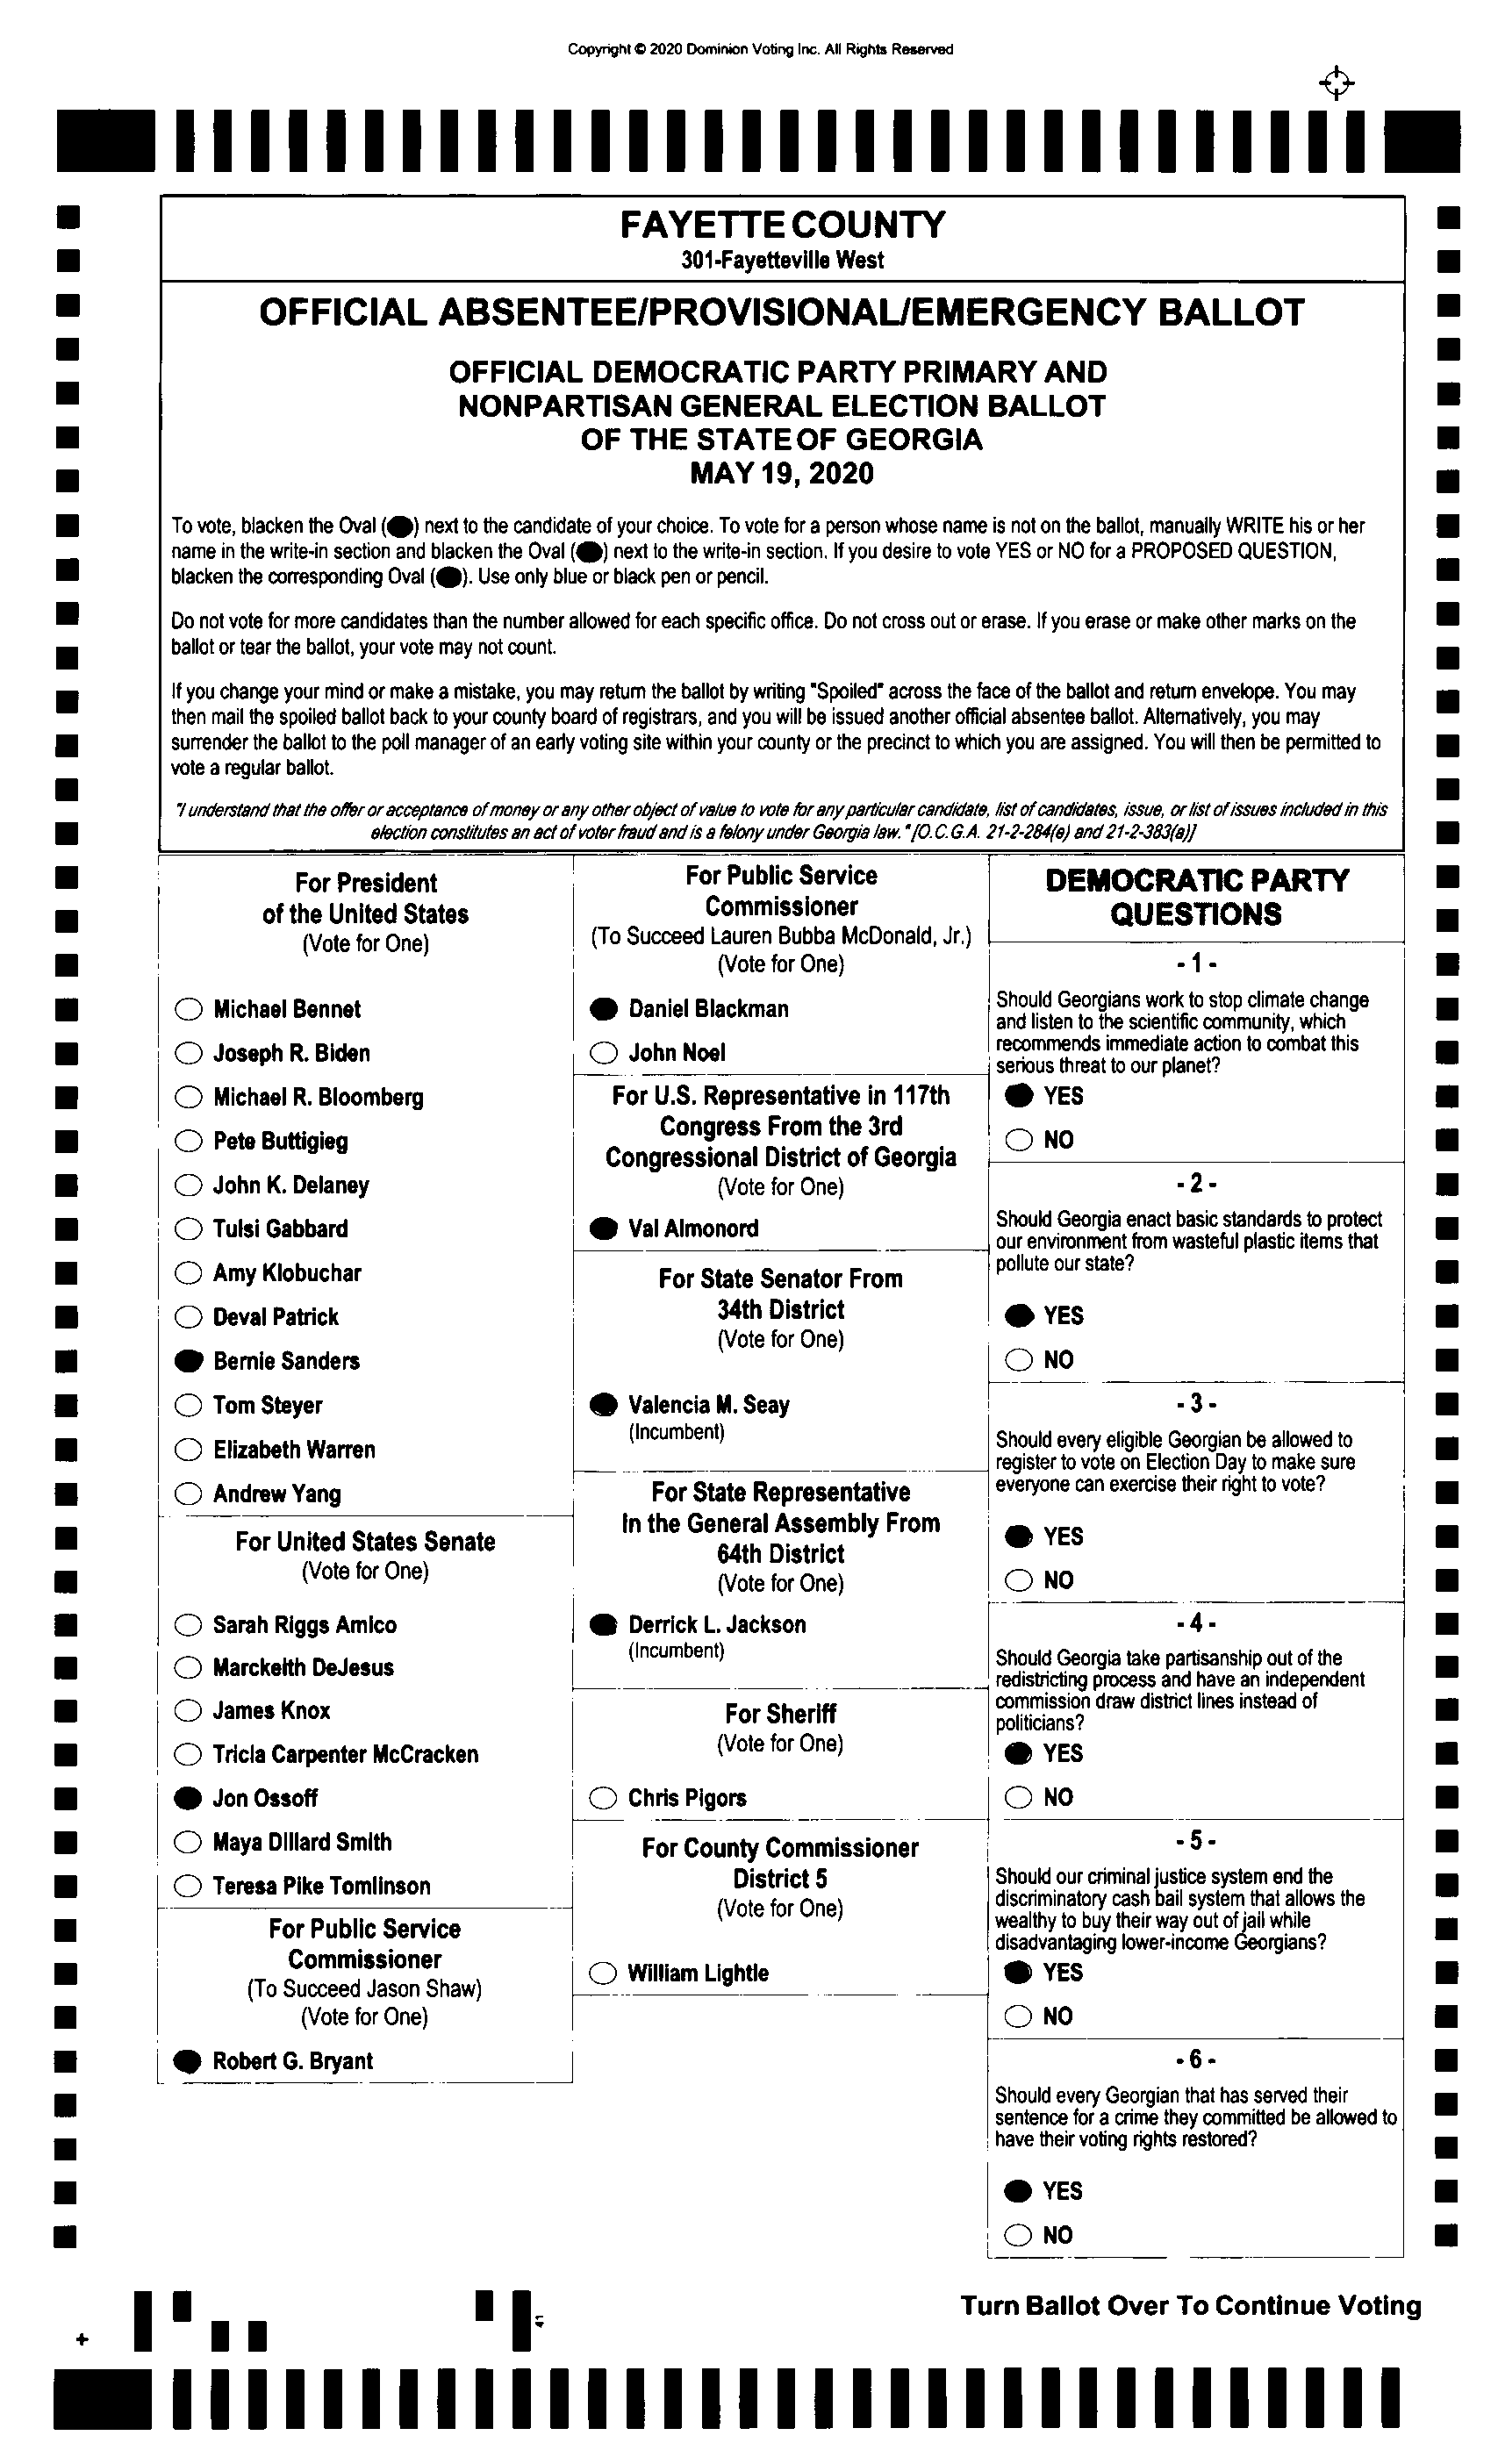 Copyright © 2020 Dominion Voting Inc. All Rights Reserved
FAYETTE COUNTY
301-Fayetteville West
OFFICIAL ABSENTEE/PROVISIONAL/EMERGENCY BALLOT
OFFICIAL DEMOCRATIC PARTY PRIMARY AND
NONPARTISAN GENERAL ELECTION BALLOT
OF THE STATE OF GEORGIA
MAY 19, 2020
To vote, blacken the Oval ( ) next to the candidate of your choice. To vote for a person whose name is not on the ballot, manually WRITE his or her
name in the write-in section and blacken the Oval ( ) next to the write-in section. If you desire to vote YES or NO for a PROPOSED QUESTION,
blacken the corresponding Oval ( ). Use only blue or black pen or pencil.
Do not vote for more candidates than the number allowed for each specific office. Do not cross out or erase. If you erase or make other marks on the
ballot or tear the ballot, your vote may not count.
If you change your mind or make a mistake, you may return the ballot by writing "Spoiled" across the face of the ballot and return envelope. You may
then mail the spoiled ballot back to your county board of registrars, and you will be issued another official absentee ballot. Alternatively, you may
surrender the ballot to the poll manager of an early voting site within your county or the precinct to which you are assigned. You will then be permitted to
vote a regular ballot.
"I understand that the offer or acceptance of money or any other object of value to vote for any particular candidate, list of candidates, issue, or list of issues included in this
election constitutes an act of voter fraud and is a felony under Georgia law." [O.C.G.A. 21-2-284(e) and 21-2-383(a)]
For President
of the United States
(Vote for One)
Michael Bennet
Joseph R. Biden
Michael R. Bloomberg
Pete Buttigieg
John K. Delaney
Tulsi Gabbard
Amy Klobuchar
Deval Patrick
Bernie Sanders
Tom Steyer
Elizabeth Warren
Andrew Yang
For United States Senate
(Vote for One)
Sarah Riggs Amico
Marckeith DeJesus
James Knox
Tricia Carpenter McCracken
Jon Ossoff
Maya Dillard Smith
Teresa Pike Tomlinson
For Public Service
Commissioner
(To Succeed Jason Shaw)
(Vote for One)
Robert G. Bryant
For Public Service
Commissioner
(To Succeed Lauren Bubba McDonald, Jr.)
(Vote for One)
Daniel Blackman
John Noel
For U.S. Representative in 117th
Congress From the 3rd
Congressional District of Georgia
(Vote for One)
Val Almonord
For State Senator From
34th District
(Vote for One)
Valencia M. Seay
(Incumbent)
For State Representative
In the General Assembly From
64th District
(Vote for One)
Derrick L. Jackson
(Incumbent)
For Sheriff
(Vote for One)
Chris Pigors
For County Commissioner
District 5
(Vote for One)
William Lightle
DEMOCRATIC PARTY
QUESTIONS
- 1 -
Should Georgians work to stop climate change
and listen to the scientific community, which
recommends immediate action to combat this
serious threat to our planet?
YES
NO
- 2 -
Should Georgia enact basic standards to protect
our environment from wasteful plastic items that
pollute our state?
YES
NO
- 3 -
Should every eligible Georgian be allowed to
register to vote on Election Day to make sure
everyone can exercise their right to vote?
YES
NO
- 4 -
Should Georgia take partisanship out of the
redistricting process and have an independent
commission draw district lines instead of
politicians?
YES
NO
- 5 -
Should our criminal justice system end the
discriminatory cash bail system that allows the
wealthy to buy their way out of jail while
disadvantaging lower-income Georgians?
YES
NO
- 6 -
Should every Georgian that has served their
sentence for a crime they committed be allowed to
have their voting rights restored?
YES
NO
Turn Ballot Over To Continue Voting